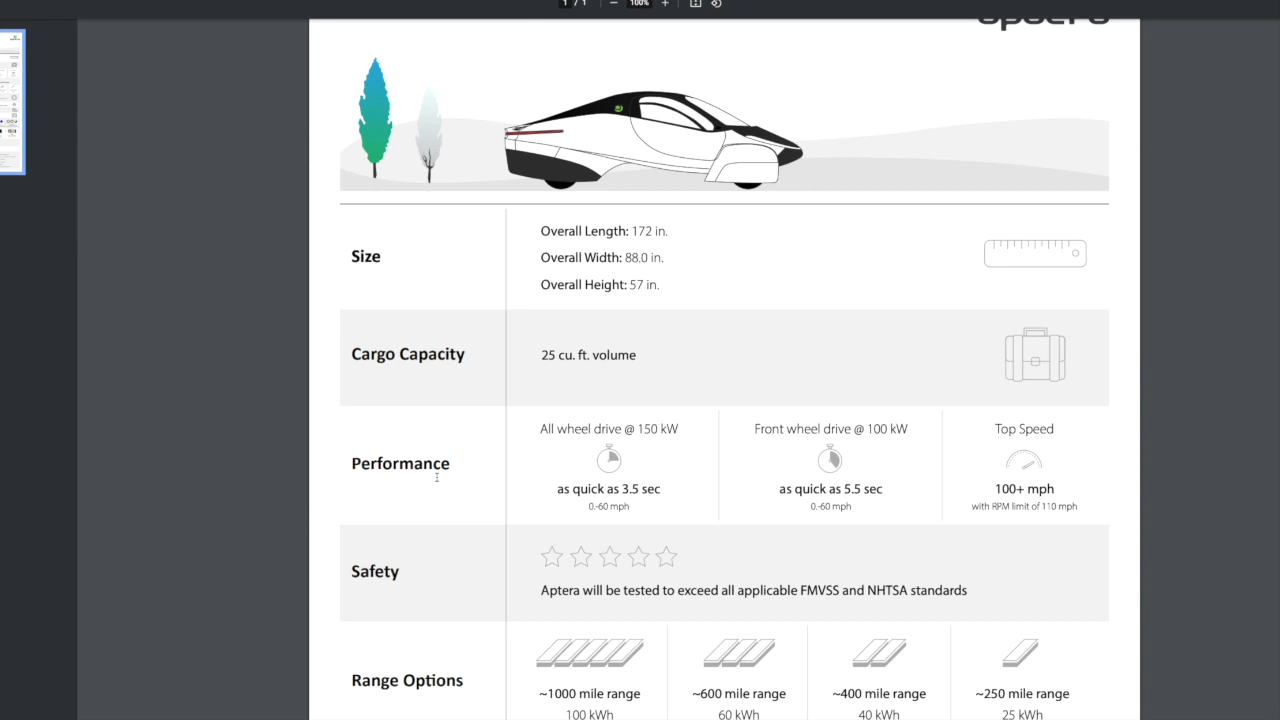 1 / 1 — 100% +
aptera
Size
Overall Length: 172 in.
Overall Width: 88.0 in.
Overall Height: 57 in.
Cargo Capacity
25 cu. ft. volume
Performance
All wheel drive @ 150 kW
as quick as 3.5 sec
0.-60 mph
Front wheel drive @ 100 kW
as quick as 5.5 sec
0.-60 mph
Top Speed
100+ mph
with RPM limit of 110 mph
Safety
Aptera will be tested to exceed all applicable FMVSS and NHTSA standards
Range Options
~1000 mile range
100 kWh
~600 mile range
60 kWh
~400 mile range
40 kWh
~250 mile range
25 kWh